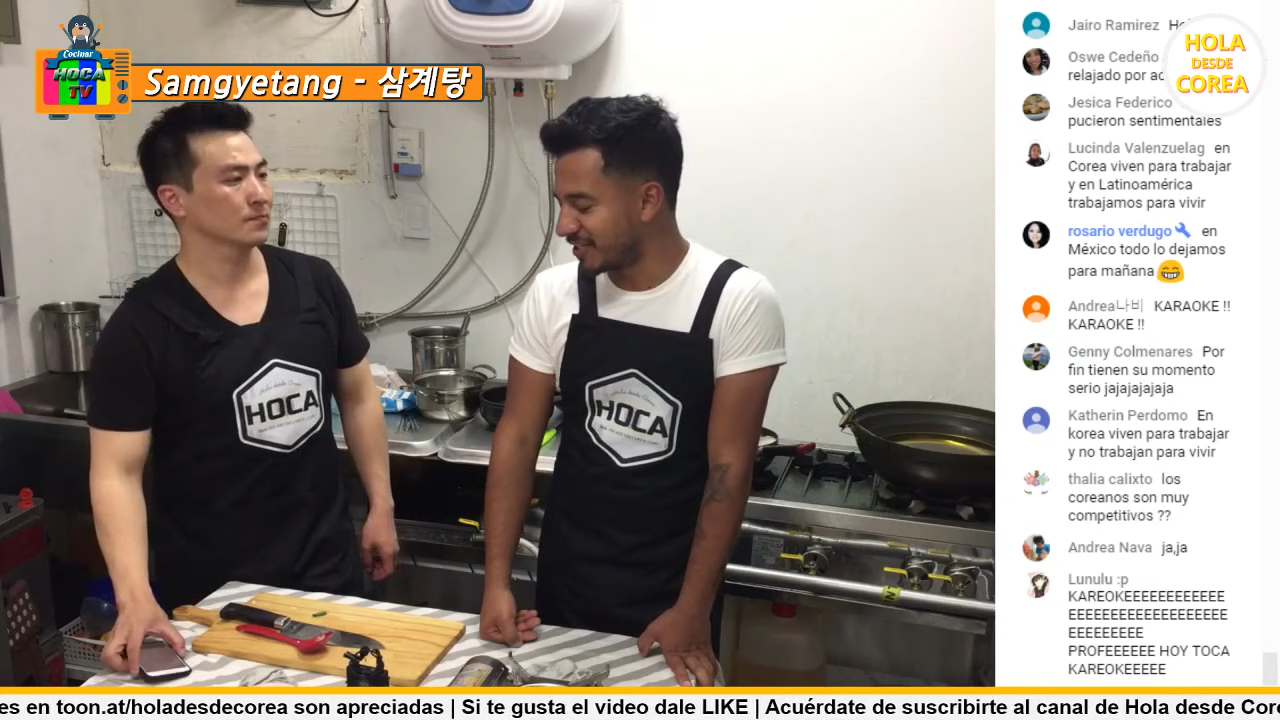 Cocinar
HOCA
TV
Samgyetang - 삼계탕
HOLA
DESDE
COREA
HOCA
HOCA
Jairo Ramirez
Oswe Cedeño
relajado por
Jesica Federico
pucieron sentimentales
Lucinda Valenzuelag en
Corea viven para trabajar
y en Latinoamérica
trabajamos para vivir
rosario verdugo en
México todo lo dejamos
para mañana 😁
Andrea나비 KARAOKE !!
KARAOKE !!
Genny Colmenares Por
fin tienen su momento
serio jajajajajaja
Katherin Perdomo En
korea viven para trabajar
y no trabajan para vivir
thalia calixto los
coreanos son muy
competitivos ??
Andrea Nava ja,ja
Lunulu :p
KAREOKEEEEEEEEEEEE
EEEEEEEEEEEEEEEEEEE
EEEEEEEEE
PROFEEEEEE HOY TOCA
KAREOKEEEEE
es en toon.at/holadesdecorea son apreciadas | Si te gusta el video dale LIKE | Acuérdate de suscribirte al canal de Hola desde Core